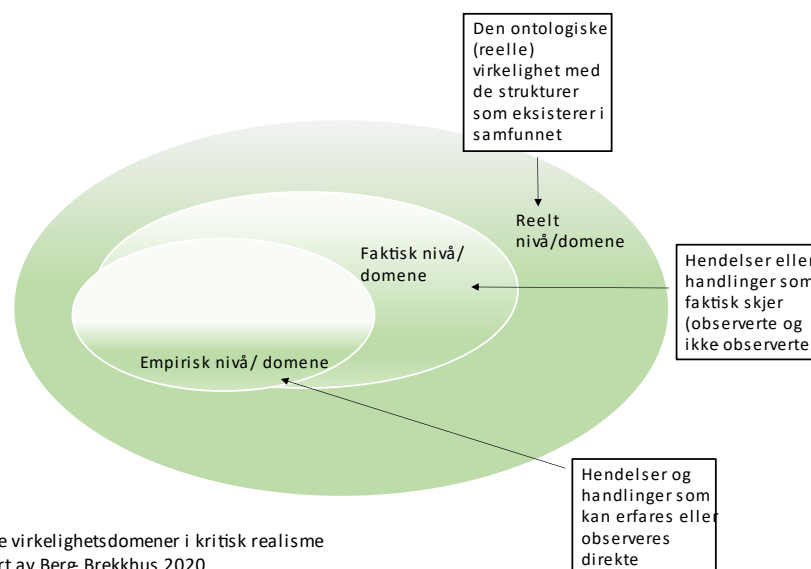 Den ontologiske
(reelle)
virkelighet med
de strukturer
som eksisterer i
samfunnet
Reelt
nivå/domene
Faktisk nivå/
domene
Hendelser eller
handlinger som
faktisk skjer
(observerte og
ikke observerte
Empirisk nivå/ domene
Hendelser og
handlinger som
kan erfares eller
observeres
direkte
virkelighetsdomener i kritisk realisme
av Berg-Brekkhus 2020